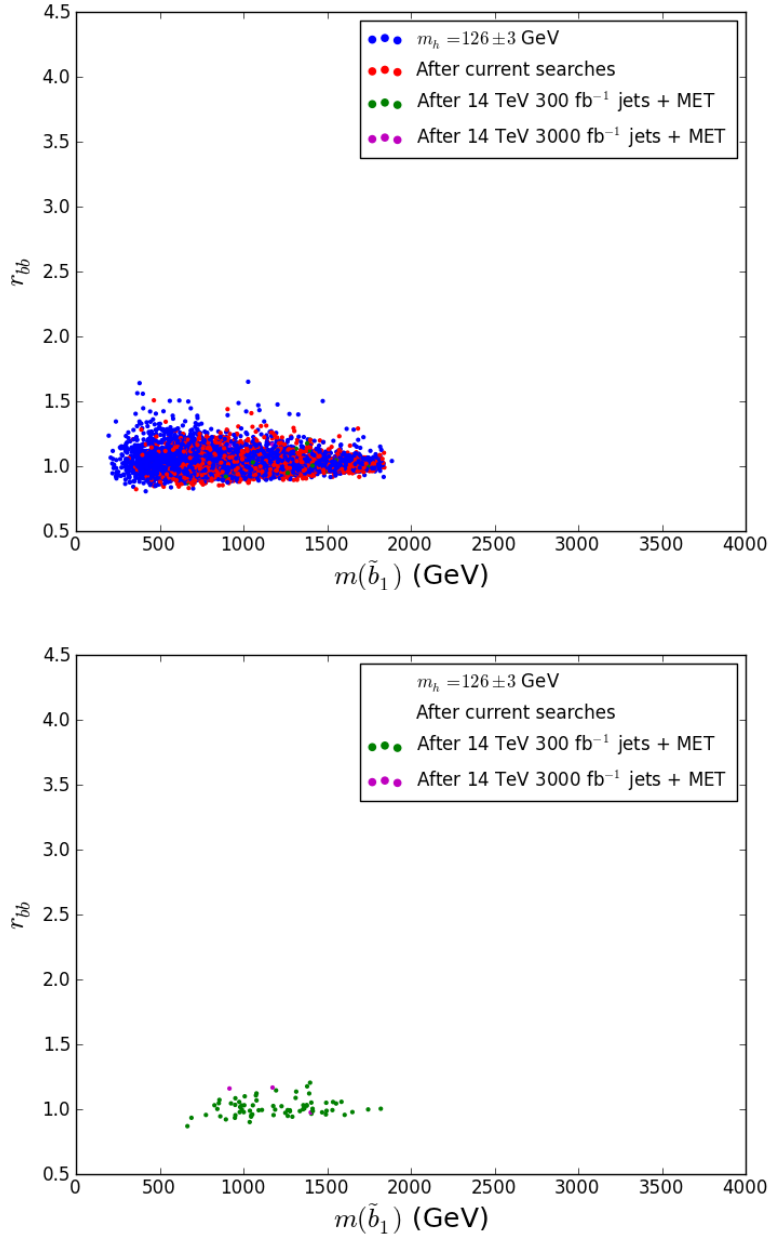 4.5
m_h = 126 ± 3 GeV
After current searches
4.0
After 14 TeV 300 fb⁻¹ jets + MET
3.5
After 14 TeV 3000 fb⁻¹ jets + MET
3.0
r_bb
2.5
2.0
1.5
1.0
0.5
0 500 1000 1500 2000 2500 3000 3500 4000
m(b̃₁) (GeV)
4.5
m_h = 126 ± 3 GeV
After current searches
4.0
After 14 TeV 300 fb⁻¹ jets + MET
3.5
After 14 TeV 3000 fb⁻¹ jets + MET
3.0
r_bb
2.5
2.0
1.5
1.0
0.5
0 500 1000 1500 2000 2500 3000 3500 4000
m(b̃₁) (GeV)